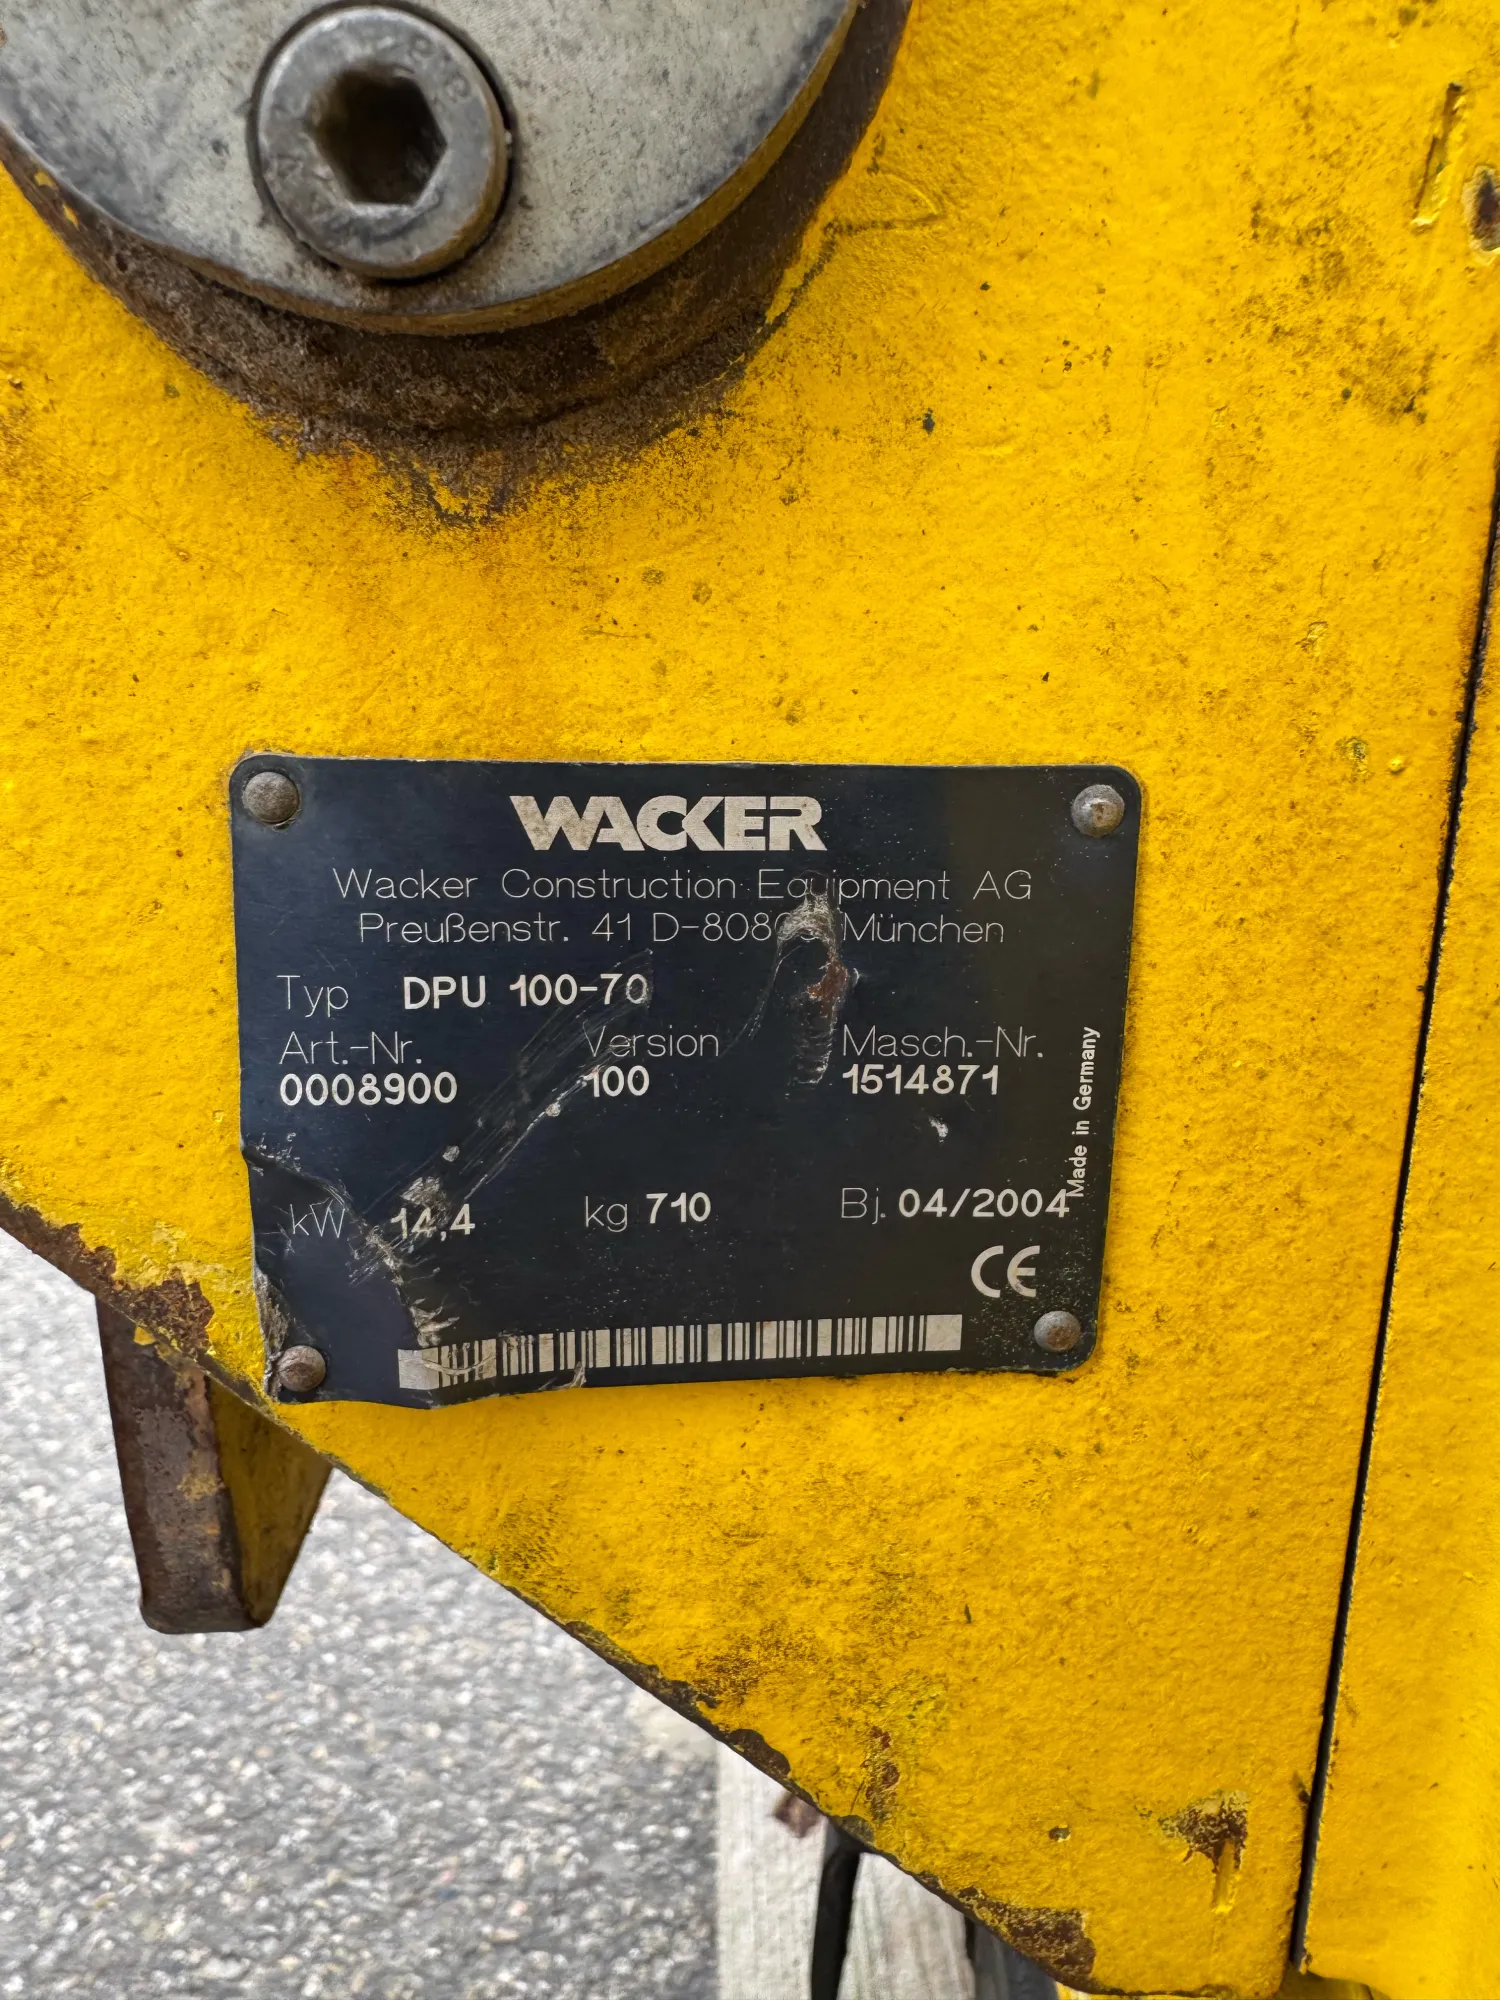 WACKER
Wacker Construction Equipment AG
Preußenstr. 41 München
Typ DPU 100-70
Art.-Nr. Version Masch.-Nr.
0008900 100 1514871
kW 14,4 kg 710 Bj. 04/2004
Made in Germany
CE